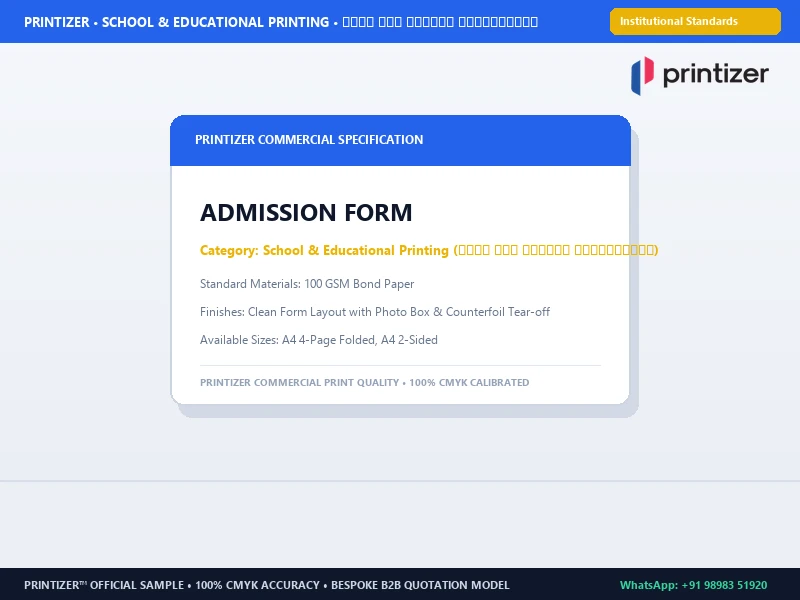 PRINTIZER • SCHOOL & EDUCATIONAL PRINTING •
Institutional Standards
printizer
PRINTIZER COMMERCIAL SPECIFICATION
ADMISSION FORM
Category: School & Educational Printing (
Standard Materials: 100 GSM Bond Paper
Finishes: Clean Form Layout with Photo Box & Counterfoil Tear-off
Available Sizes: A4 4-Page Folded, A4 2-Sided
PRINTIZER COMMERCIAL PRINT QUALITY • 100% CMYK CALIBRATED
PRINTIZER™ OFFICIAL SAMPLE • 100% CMYK ACCURACY • BESPOKE B2B QUOTATION MODEL
WhatsApp: +91 98983 51920